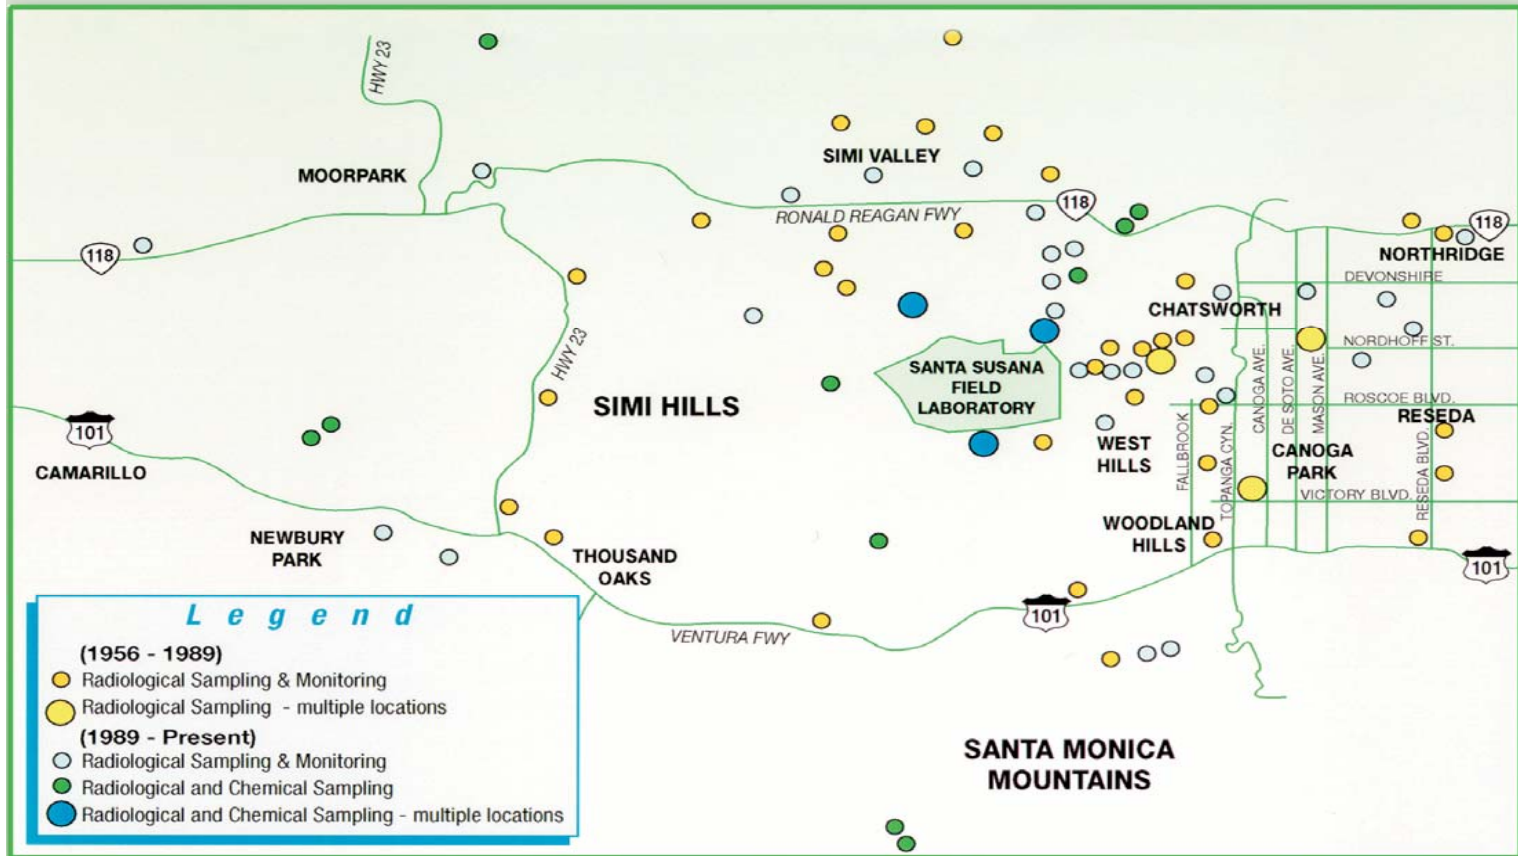 HWY 23
SIMI VALLEY
MOORPARK
118
RONALD REAGAN FWY
118
118
NORTHRIDGE
DEVONSHIRE
CHATSWORTH
HWY 23
NORDHOFF ST.
SANTA SUSANA
FIELD
LABORATORY
CANOGA AVE.
DE SOTO AVE.
MASON AVE.
SIMI HILLS
ROSCOE BLVD.
RESEDA
101
CAMARILLO
WEST
HILLS
FALLBROOK
TOPANGA CYN.
CANOGA
PARK
RESEDA BLVD.
VICTORY BLVD.
NEWBURY
PARK
THOUSAND
OAKS
WOODLAND
HILLS
101
101
VENTURA FWY
Legend
(1956 - 1989)
Radiological Sampling & Monitoring
Radiological Sampling - multiple locations
(1989 - Present)
Radiological Sampling & Monitoring
Radiological and Chemical Sampling
Radiological and Chemical Sampling - multiple locations
SANTA MONICA
MOUNTAINS